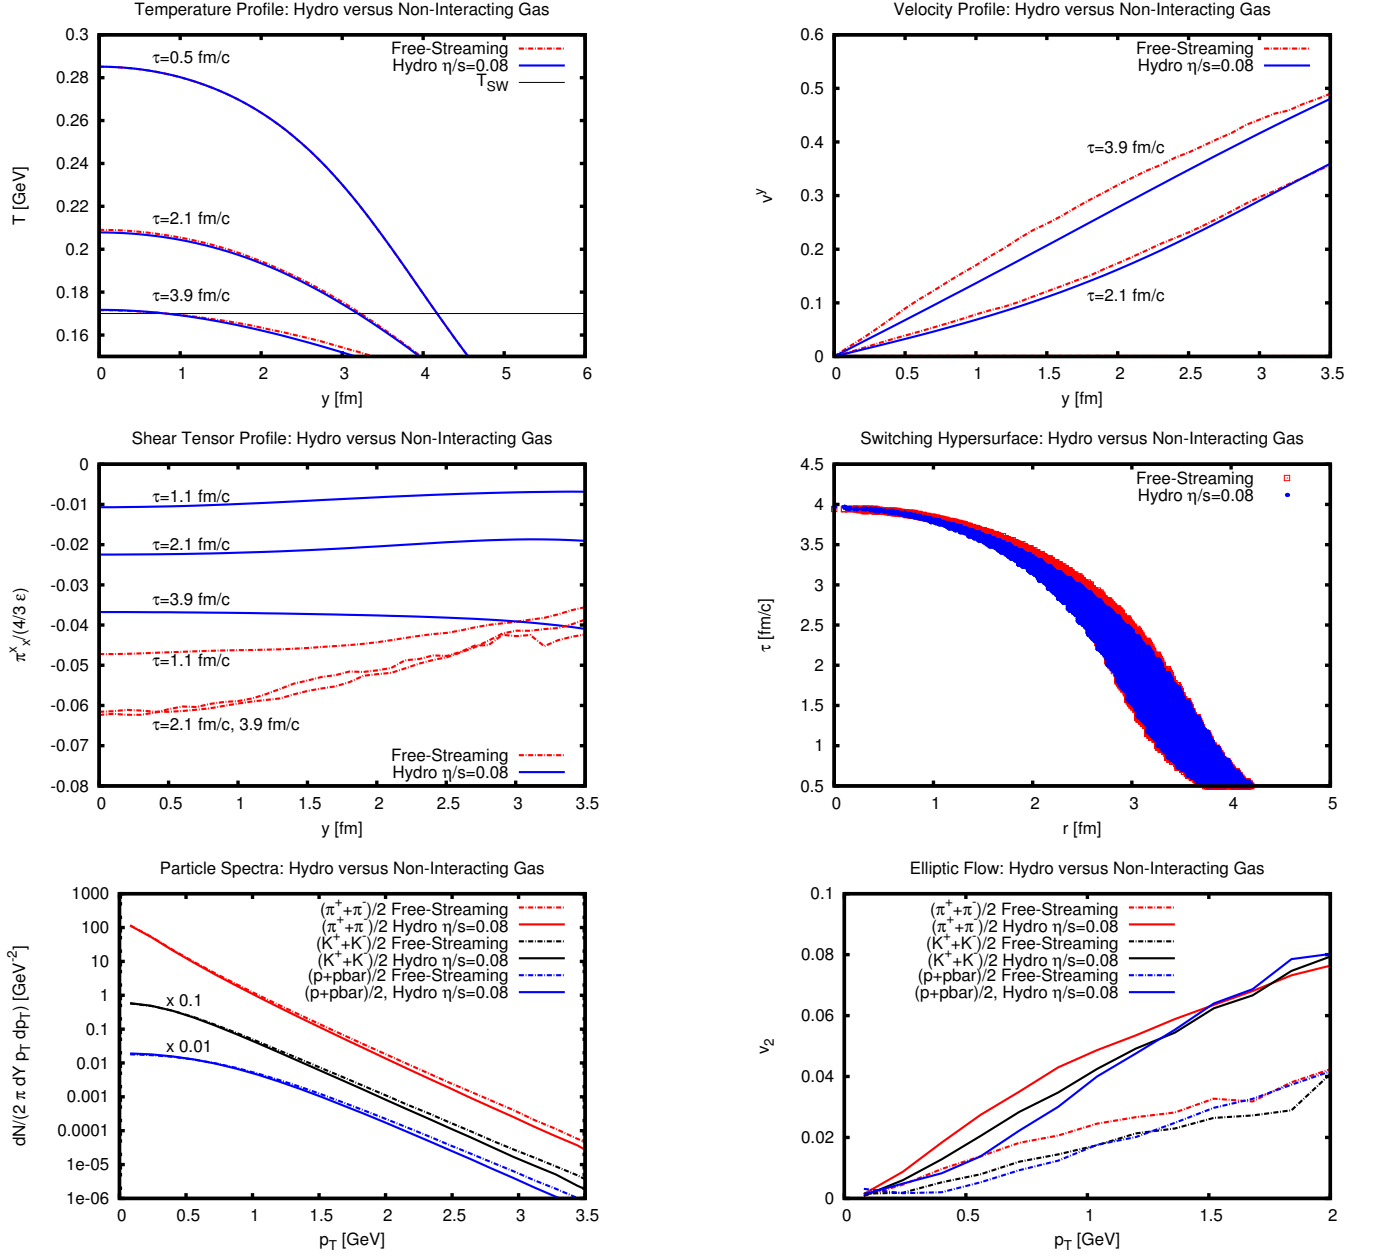 Temperature Profile: Hydro versus Non-Interacting Gas
0.3
0.28
0.26
0.24
0.22
0.2
0.18
0.16
T [GeV]
τ=0.5 fm/c
τ=2.1 fm/c
τ=3.9 fm/c
Free-Streaming
Hydro η/s=0.08
T_SW
0 1 2 3 4 5 6
y [fm]
Velocity Profile: Hydro versus Non-Interacting Gas
0.6
0.5
0.4
0.3
0.2
0.1
0
v^y
Free-Streaming
Hydro η/s=0.08
τ=3.9 fm/c
τ=2.1 fm/c
0 0.5 1 1.5 2 2.5 3 3.5
y [fm]
Shear Tensor Profile: Hydro versus Non-Interacting Gas
0
-0.01
-0.02
-0.03
-0.04
-0.05
-0.06
-0.07
-0.08
π^x_x/(4/3 ε)
τ=1.1 fm/c
τ=2.1 fm/c
τ=3.9 fm/c
τ=1.1 fm/c
τ=2.1 fm/c, 3.9 fm/c
Free-Streaming
Hydro η/s=0.08
0 0.5 1 1.5 2 2.5 3 3.5
y [fm]
Switching Hypersurface: Hydro versus Non-Interacting Gas
4.5
4
3.5
3
2.5
2
1.5
1
0.5
τ [fm/c]
Free-Streaming
Hydro η/s=0.08
0 1 2 3 4 5
r [fm]
Particle Spectra: Hydro versus Non-Interacting Gas
1000
100
10
1
0.1
0.01
0.001
0.0001
1e-05
1e-06
dN/(2 π dY p_T dp_T) [GeV^-2]
(π^+ + π^-)/2 Free-Streaming
(π^+ + π^-)/2 Hydro η/s=0.08
(K^+ + K^-)/2 Free-Streaming
(K^+ + K^-)/2 Hydro η/s=0.08
(p+pbar)/2 Free-Streaming
(p+pbar)/2, Hydro η/s=0.08
x 0.1
x 0.01
0 0.5 1 1.5 2 2.5 3 3.5
p_T [GeV]
Elliptic Flow: Hydro versus Non-Interacting Gas
0.1
0.08
0.06
0.04
0.02
0
v_2
(π^+ + π^-)/2 Free-Streaming
(π^+ + π^-)/2 Hydro η/s=0.08
(K^+ + K^-)/2 Free-Streaming
(K^+ + K^-)/2 Hydro η/s=0.08
(p+pbar)/2 Free-Streaming
(p+pbar)/2 Hydro η/s=0.08
0 0.5 1 1.5 2
p_T [GeV]